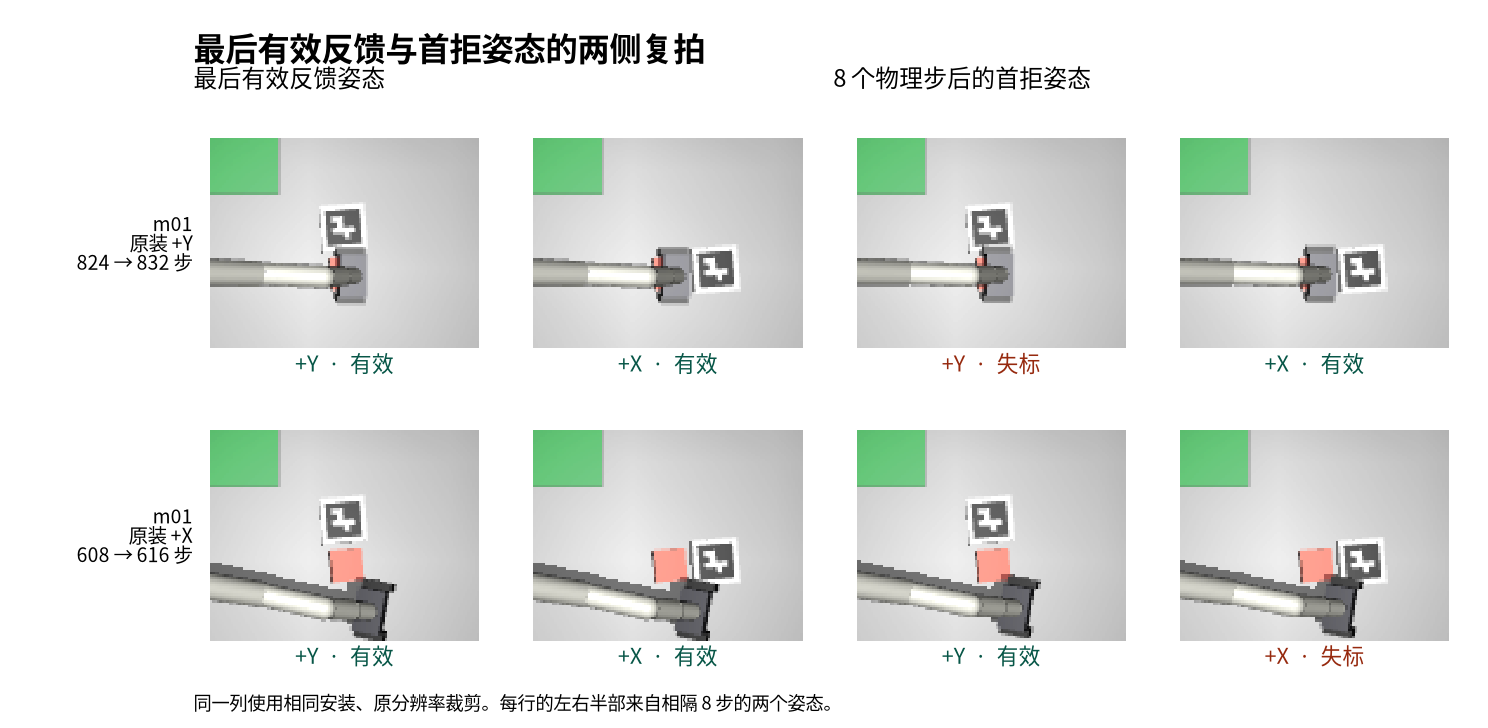 最后有效反馈与首拒姿态的两侧复拍
最后有效反馈姿态
8 个物理步后的首拒姿态
m01
原装 +Y
824 → 832 步
+Y · 有效
+X · 有效
+Y · 失标
+X · 有效
m01
原装 +X
608 → 616 步
+Y · 有效
+X · 有效
+Y · 有效
+X · 失标
同一列使用相同安装、原分辨率裁剪。每行的左右半部来自相隔 8 步的两个姿态。